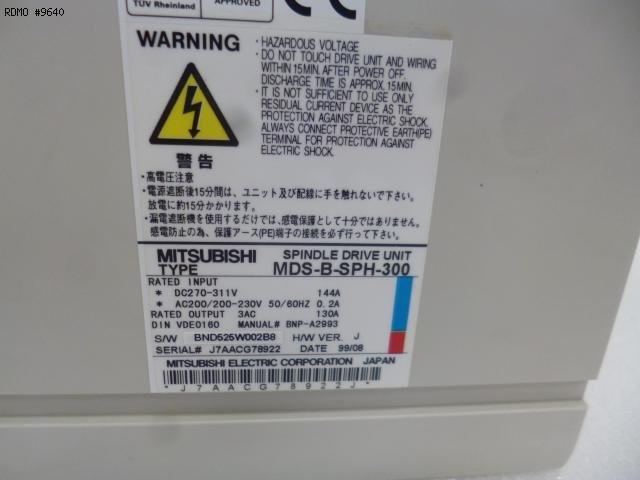 RDMO #9640
TÜV Rheinland
APPROVED
CE
WARNING
・HAZARDOUS VOLTAGE
・DO NOT TOUCH DRIVE UNIT AND WIRING
WITHIN 15MIN. AFTER POWER OFF.
DISCHARGE TIME IS APPROX. 15MIN.
・IT IS NOT SUFFICIENT TO USE ONLY
RESIDUAL CURRENT DEVICE AS THE
PROTECTION AGAINST ELECTRIC SHOCK.
ALWAYS CONNECT PROTECTIVE EARTH(PE)
TERMINAL FOR PROTECTION AGAINST
ELECTRIC SHOCK.
警告
・高電圧注意
・電源遮断後15分間は、ユニット及び配線に手を触れないで下さい。
放電に約15分かかります。
・漏電遮断機を使用するだけでは、感電保護として十分ではありません。
感電防止の為、保護アース(PE)端子の接続を必ず行って下さい。
MITSUBISHI SPINDLE DRIVE UNIT
TYPE MDS-B-SPH-300
RATED INPUT
* DC270-311V 144A
* AC200/200-230V 50/60HZ 0.2A
RATED OUTPUT 3AC 130A
DIN VDE0160 MANUAL# BNP-A2993
S/W BND525W002B8 H/W VER. J
SERIAL# J7AACG78922 DATE 99/08
MITSUBISHI ELECTRIC CORPORATION JAPAN
*J7AACG78922J*